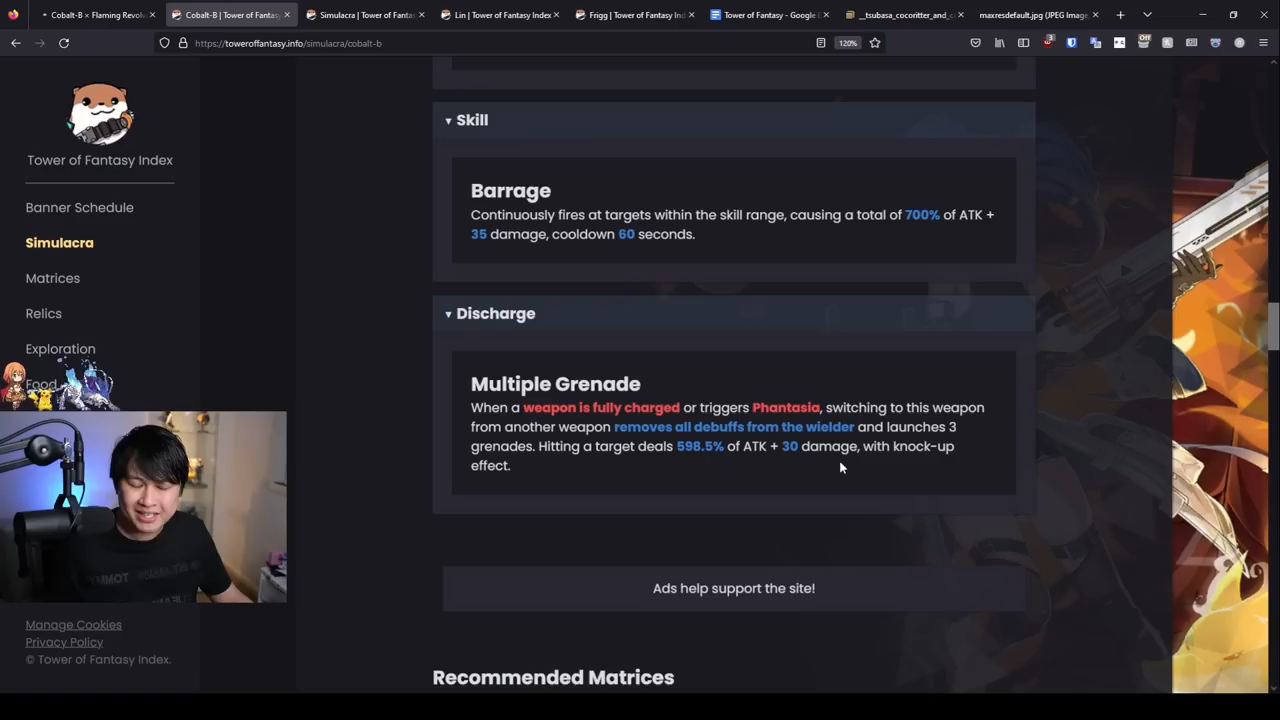 Cobalt-B × Flaming Revolv
Cobalt-B | Tower of Fantasy
Simulacra | Tower of Fantas
Lin | Tower of Fantasy Index
Frigg | Tower of Fantasy Ind
Tower of Fantasy - Google D
__tsubasa_cocoritter_and_c
maxresdefault.jpg (JPEG Image
https://toweroffantasy.info/simulacra/cobalt-b
120%
3
Off
Tower of Fantasy Index
Banner Schedule
Simulacra
Matrices
Relics
Exploration
Food
Manage Cookies
Privacy Policy
© Tower of Fantasy Index.
Skill
Barrage
Continuously fires at targets within the skill range, causing a total of 700% of ATK +
35 damage, cooldown 60 seconds.
Discharge
Multiple Grenade
When a weapon is fully charged or triggers Phantasia, switching to this weapon
from another weapon removes all debuffs from the wielder and launches 3
grenades. Hitting a target deals 598.5% of ATK + 30 damage, with knock-up
effect.
Ads help support the site!
Recommended Matrices